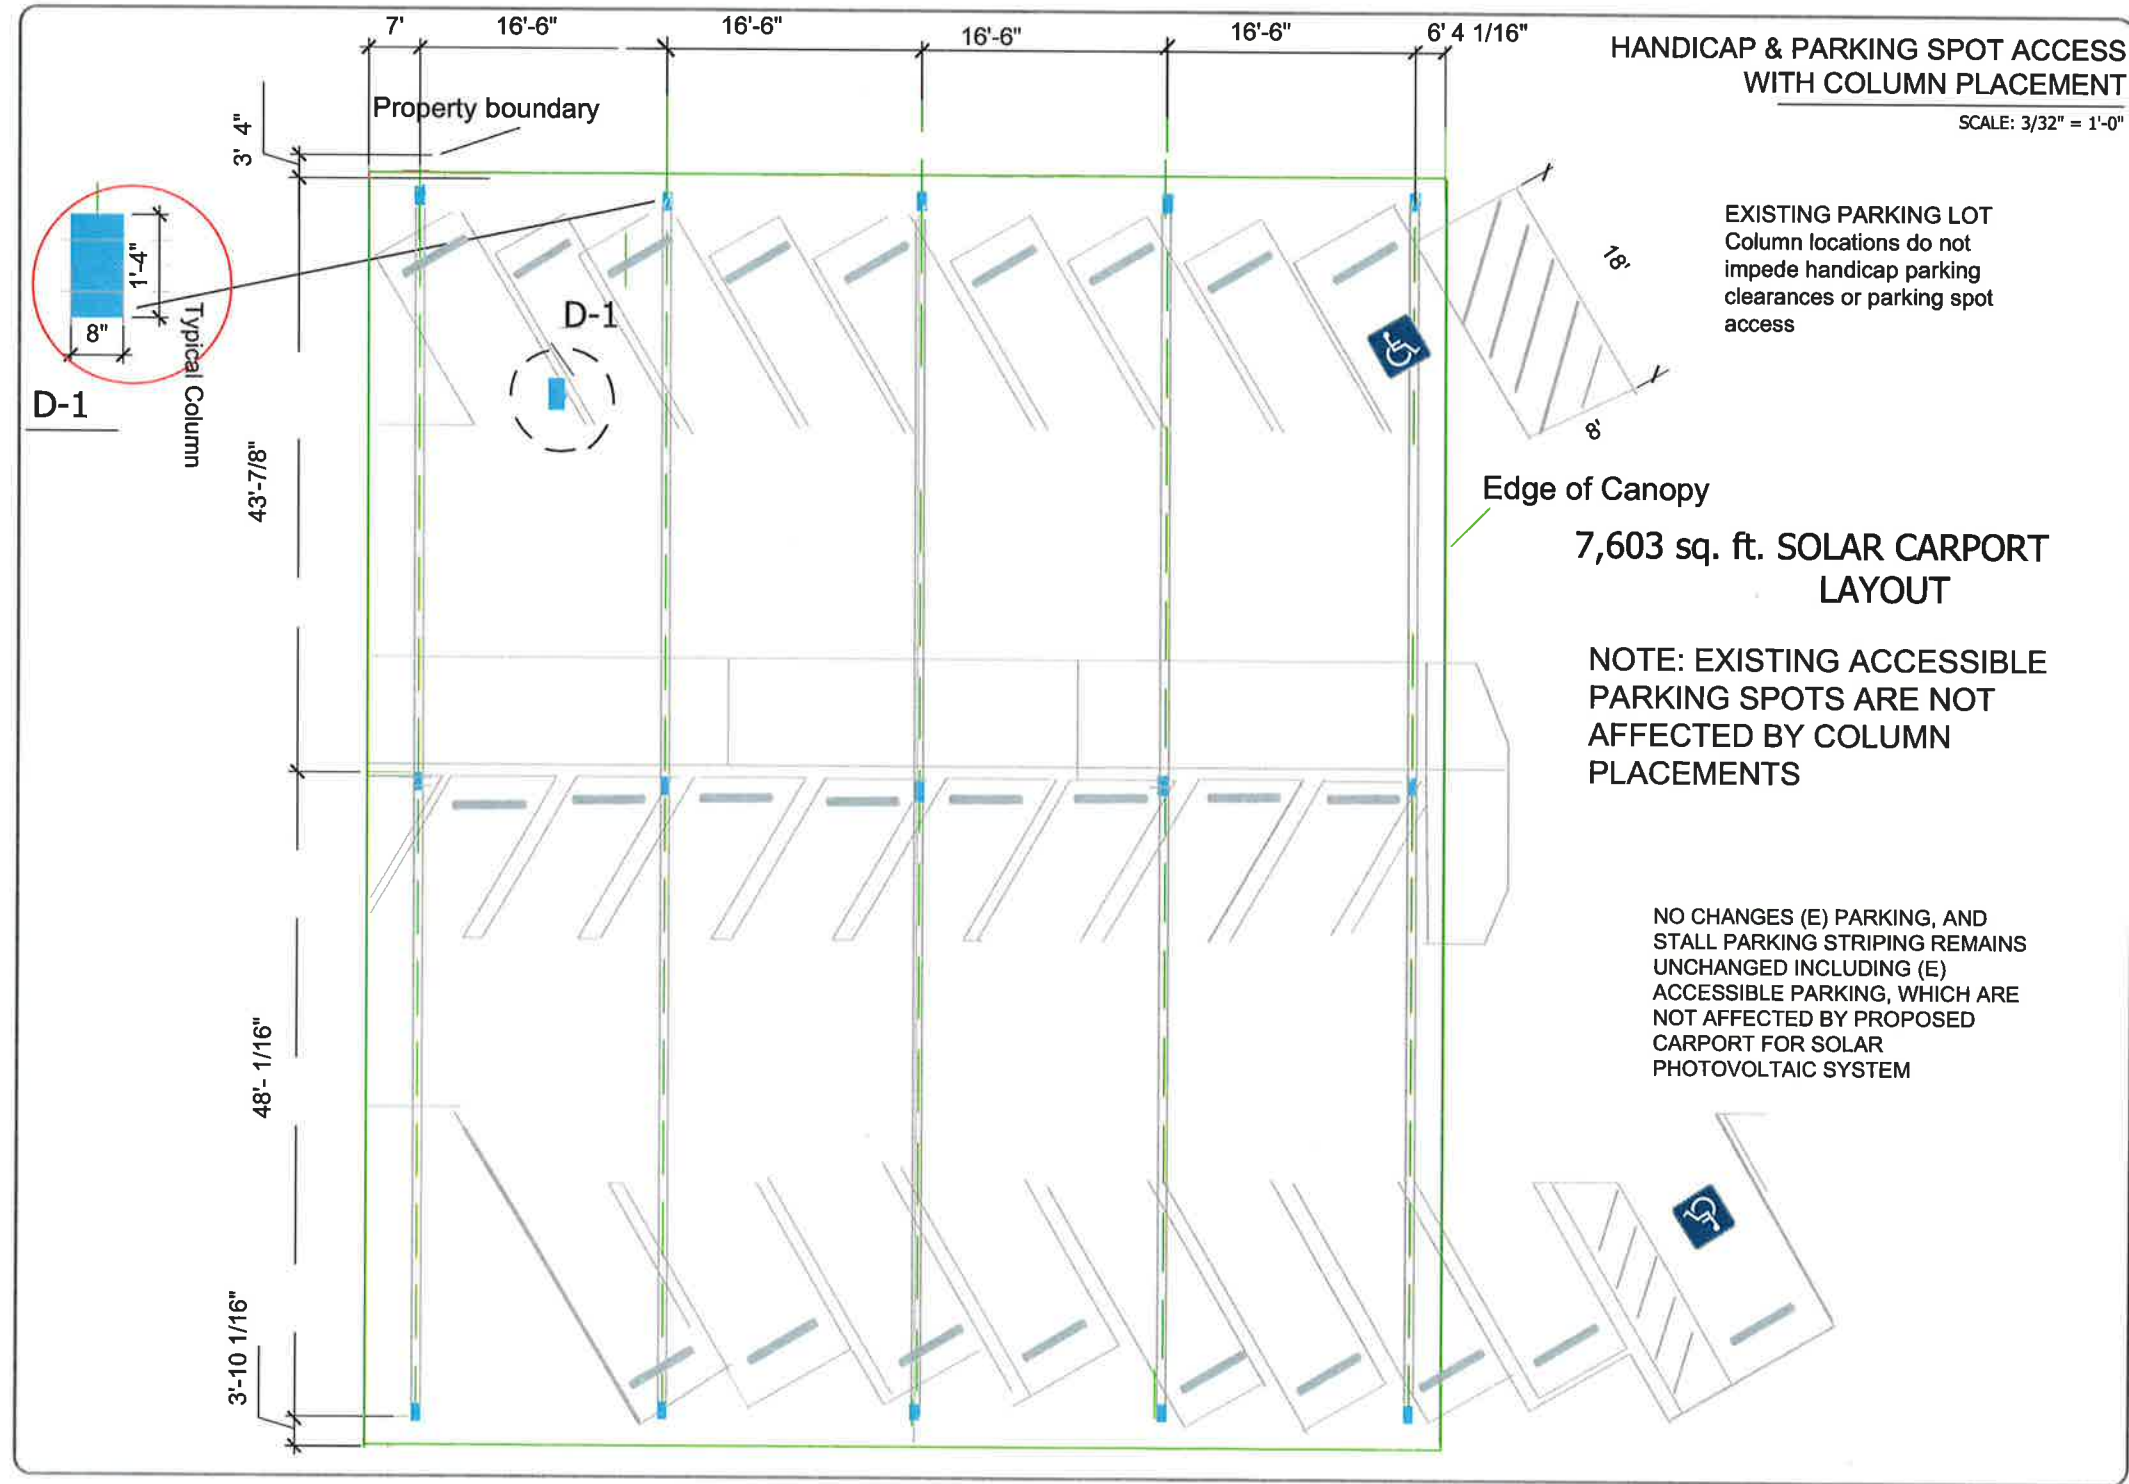 7'
16'-6"
16'-6"
16'-6"
16'-6"
6' 4 1/16"
HANDICAP & PARKING SPOT ACCESS
WITH COLUMN PLACEMENT
SCALE: 3/32" = 1'-0"
Property boundary
3' 4"
1'-4"
8"
Typical Column
D-1
D-1
18'
8'
EXISTING PARKING LOT
Column locations do not
impede handicap parking
clearances or parking spot
access
43'-7/8"
Edge of Canopy
7,603 sq. ft. SOLAR CARPORT
LAYOUT
NOTE: EXISTING ACCESSIBLE
PARKING SPOTS ARE NOT
AFFECTED BY COLUMN
PLACEMENTS
NO CHANGES (E) PARKING, AND
STALL PARKING STRIPING REMAINS
UNCHANGED INCLUDING (E)
ACCESSIBLE PARKING, WHICH ARE
NOT AFFECTED BY PROPOSED
CARPORT FOR SOLAR
PHOTOVOLTAIC SYSTEM
48'- 1/16"
3'-10 1/16"